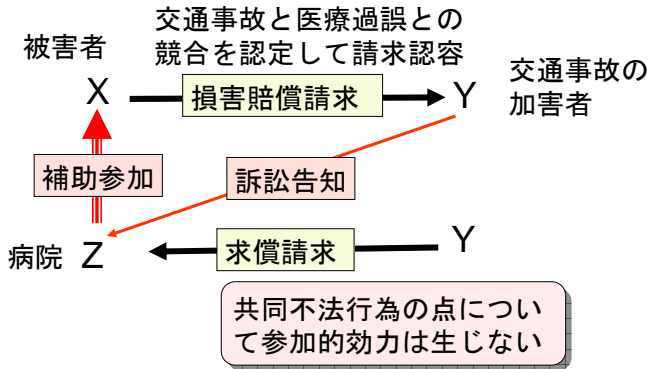 交通事故と医療過誤との
競合を認定して請求認容
被害者
交通事故の
加害者
X
損害賠償請求
Y
補助参加
訴訟告知
病院 Z
求償請求
Y
共同不法行為の点につい
て参加的効力は生じない